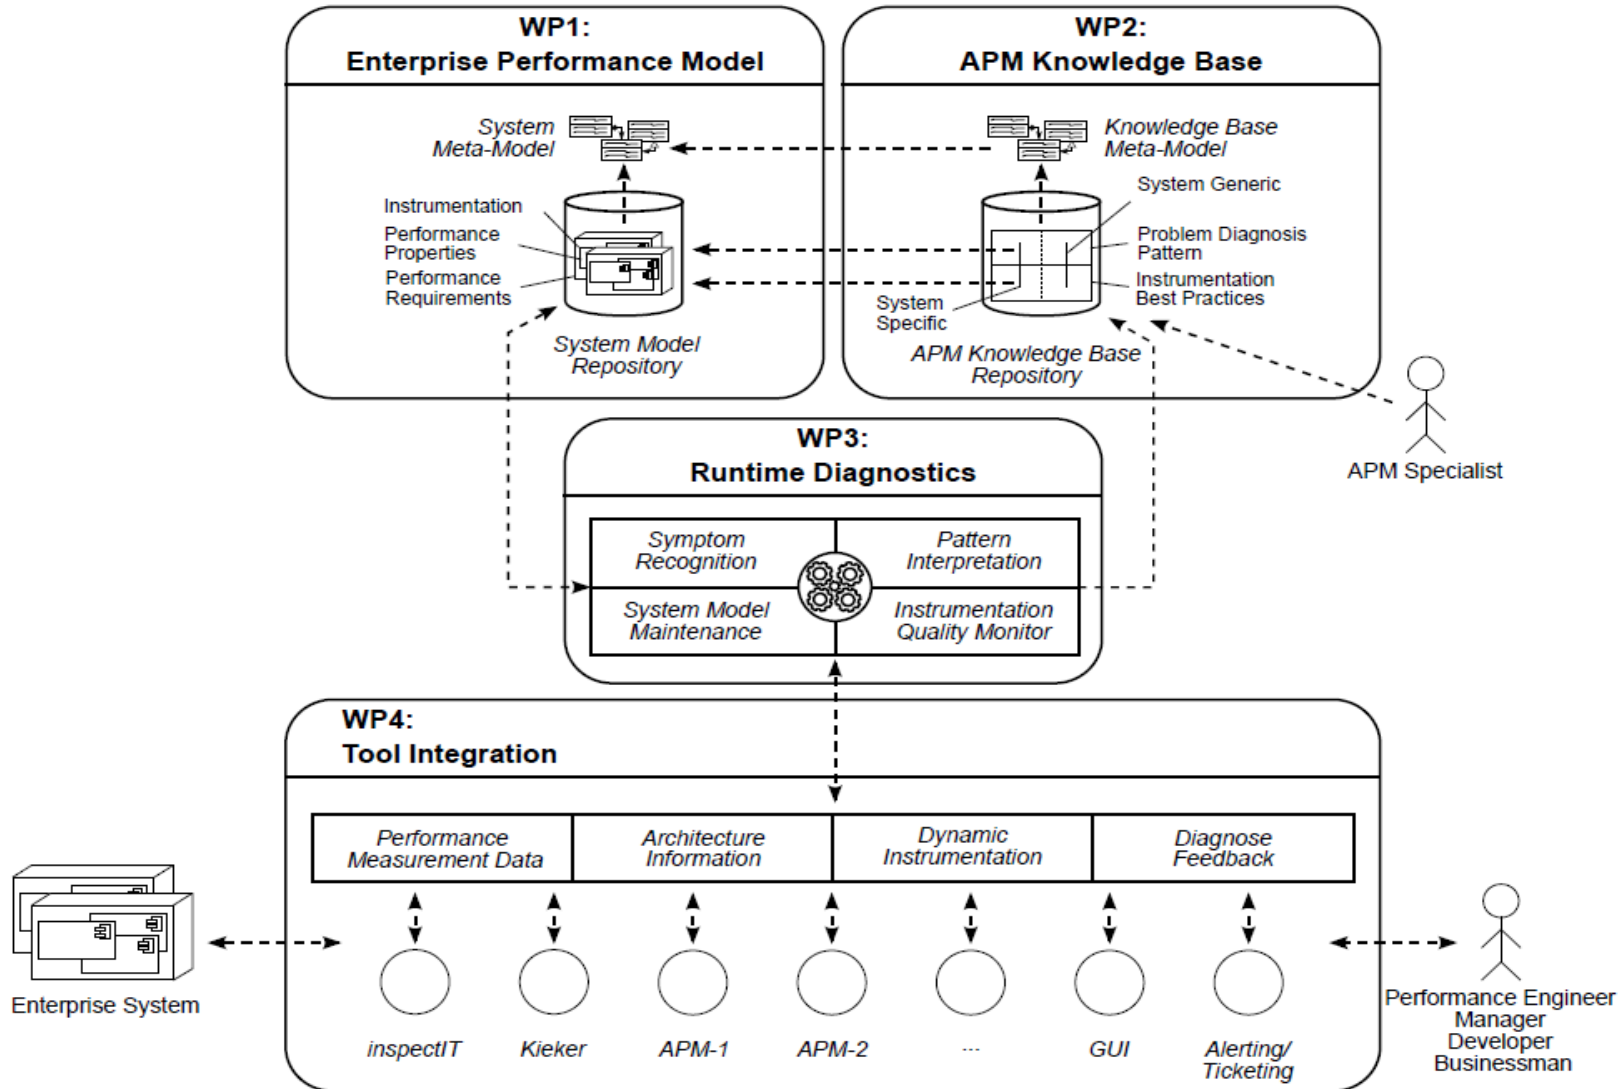 WP1:
Enterprise Performance Model
System
Meta-Model
Instrumentation
Performance
Properties
Performance
Requirements
System Model
Repository
WP2:
APM Knowledge Base
Knowledge Base
Meta-Model
System Generic
Problem Diagnosis
Pattern
Instrumentation
Best Practices
System
Specific
APM Knowledge Base
Repository
APM Specialist
WP3:
Runtime Diagnostics
Symptom
Recognition
Pattern
Interpretation
System Model
Maintenance
Instrumentation
Quality Monitor
WP4:
Tool Integration
Performance
Measurement Data
Architecture
Information
Dynamic
Instrumentation
Diagnose
Feedback
Enterprise System
inspectIT
Kieker
APM-1
APM-2
...
GUI
Alerting/
Ticketing
Performance Engineer
Manager
Developer
Businessman